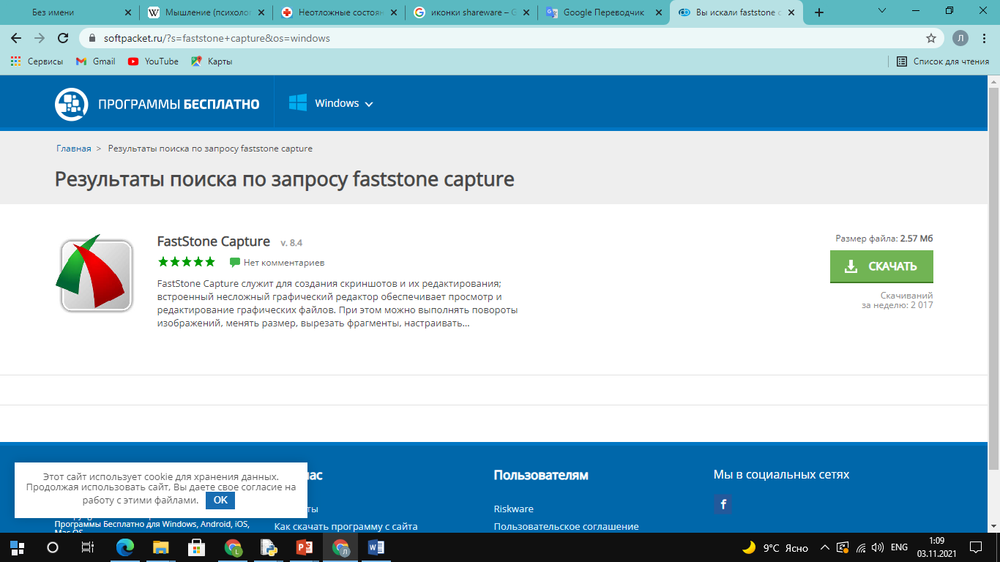 Без имени
Мышление (психолог
Неотложные состоян
иконки shareware – G
Google Переводчик
Вы искали faststone c
softpacket.ru/?s=faststone+capture&os=windows
Л
Сервисы
Gmail
YouTube
Карты
Список для чтения
ПРОГРАММЫ БЕСПЛАТНО
Windows
Главная > Результаты поиска по запросу faststone capture
Результаты поиска по запросу faststone capture
FastStone Capture v. 8.4
Нет комментариев
FastStone Capture служит для создания скриншотов и их редактирования;
встроенный несложный графический редактор обеспечивает просмотр и
редактирование графических файлов. При этом можно выполнять повороты
изображений, менять размер, вырезать фрагменты, настраивать...
Размер файла: 2.57 Мб
СКАЧАТЬ
Скачиваний
за неделю: 2 017
Этот сайт использует cookie для хранения данных.
Продолжая использовать сайт, Вы даете свое согласие на
работу с этими файлами. OK
Программы Бесплатно для Windows, Android, iOS,
Mac OS
нас
ты
Как скачать программу с сайта
Пользователям
Riskware
Пользовательское соглашение
Мы в социальных сетях
f
9°C Ясно
ENG
1:09
03.11.2021